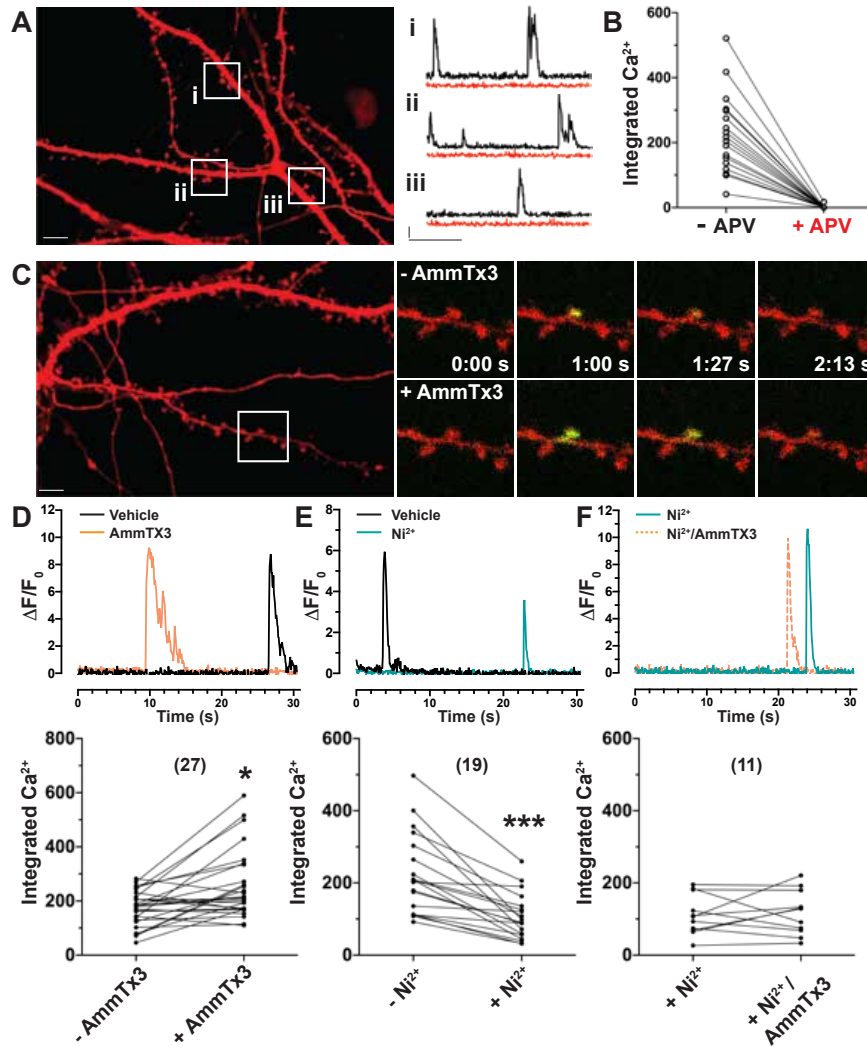 A
i
ii
iii
i
ii
iii
B
Integrated Ca²⁺
600
400
200
0
- APV
+ APV
C
- AmmTx3
0:00 s
1:00 s
1:27 s
2:13 s
+ AmmTx3
D
Vehicle
AmmTX3
ΔF/F₀
12
10
8
6
4
2
0
0
10
20
30
Time (s)
E
Vehicle
Ni²⁺
8
6
4
2
0
0
10
20
30
Time (s)
F
Ni²⁺
Ni²⁺/AmmTX3
ΔF/F₀
12
10
8
6
4
2
0
0
10
20
30
Time (s)
Integrated Ca²⁺
800
600
400
200
0
(27)
*
- AmmTx3
+ AmmTx3
Integrated Ca²⁺
600
400
200
0
(19)
***
- Ni²⁺
+ Ni²⁺
Integrated Ca²⁺
600
400
200
0
(11)
+ Ni²⁺
+ Ni²⁺ /
AmmTx3